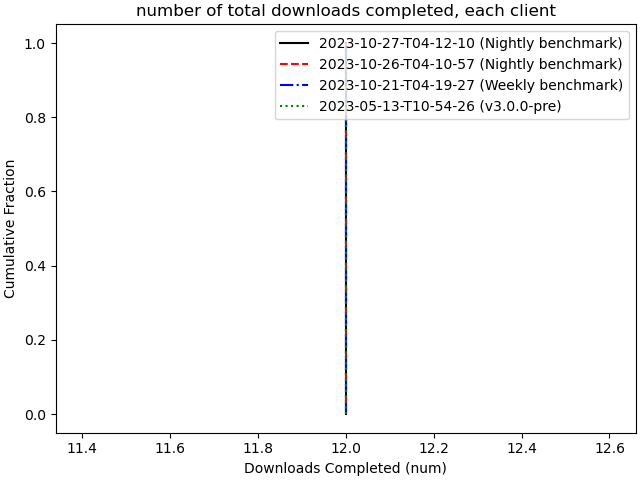 number of total downloads completed, each client
1.0
0.8
0.6
0.4
0.2
0.0
Cumulative Fraction
2023-10-27-T04-12-10 (Nightly benchmark)
2023-10-26-T04-10-57 (Nightly benchmark)
2023-10-21-T04-19-27 (Weekly benchmark)
2023-05-13-T10-54-26 (v3.0.0-pre)
11.4 11.6 11.8 12.0 12.2 12.4 12.6
Downloads Completed (num)